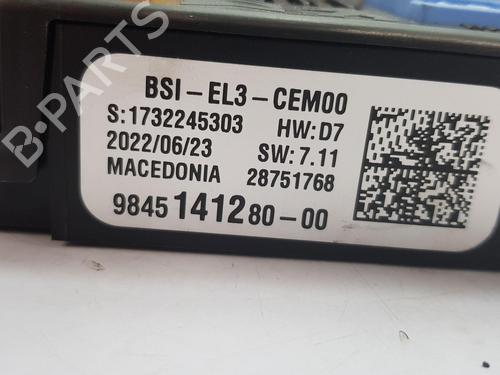 BSI-EL3-CEM00
S:1732245303 HW:D7
2022/06/23 SW:7.11
MACEDONIA 28751768
9845141280-00
B-PARTS